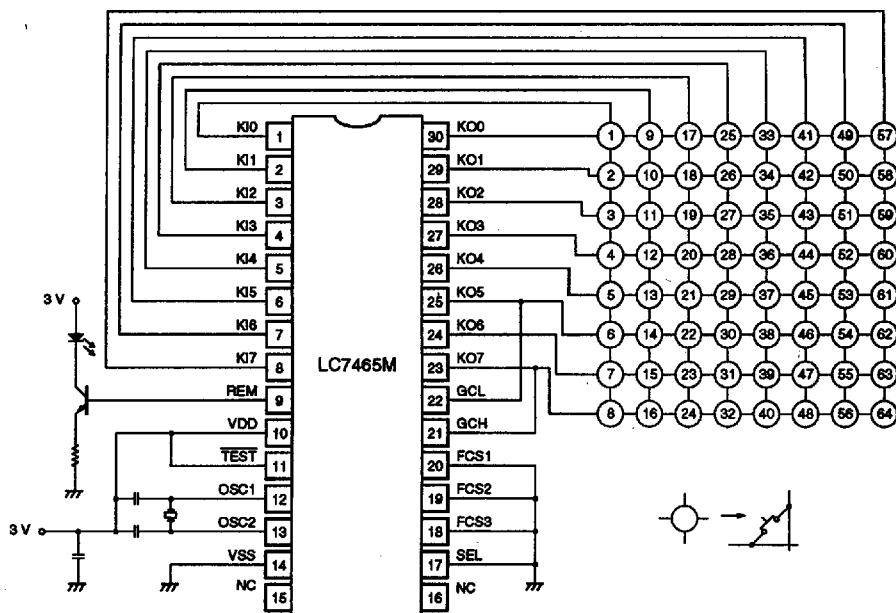 KI0 1 30 KO0 1 9 17 25 33 41 49 57
KI1 2 29 KO1 2 10 18 26 34 42 50 58
KI2 3 28 KO2 3 11 19 27 35 43 51 59
KI3 4 27 KO3 4 12 20 28 36 44 52 60
KI4 5 26 KO4 5 13 21 29 37 45 53 61
3 V KI5 6 25 KO5 6 14 22 30 38 46 54 62
KI6 7 24 KO6 7 15 23 31 39 47 55 63
KI7 8 LC7465M 23 KO7 8 16 24 32 40 48 56 64
REM 9 22 GCL
VDD 10 21 GCH
TEST 11 20 FCS1
OSC1 12 19 FCS2
3 V OSC2 13 18 FCS3
VSS 14 17 SEL
NC 15 16 NC